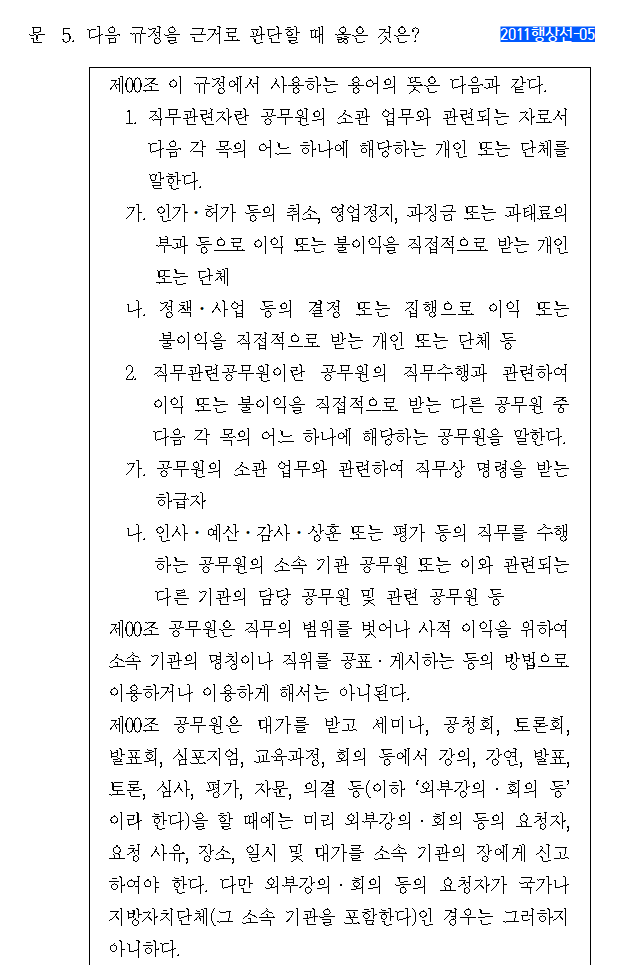 문 5. 다음 규정을 근거로 판단할 때 옳은 것은? 2011행상선-05
제00조 이 규정에서 사용하는 용어의 뜻은 다음과 같다.
1. 직무관련자란 공무원의 소관 업무와 관련되는 자로서
다음 각 목의 어느 하나에 해당하는 개인 또는 단체를
말한다.
가. 인가·허가 등의 취소, 영업정지, 과징금 또는 과태료의
부과 등으로 이익 또는 불이익을 직접적으로 받는 개인
또는 단체
나. 정책·사업 등의 결정 또는 집행으로 이익 또는
불이익을 직접적으로 받는 개인 또는 단체 등
2. 직무관련공무원이란 공무원의 직무수행과 관련하여
이익 또는 불이익을 직접적으로 받는 다른 공무원 중
다음 각 목의 어느 하나에 해당하는 공무원을 말한다.
가. 공무원의 소관 업무와 관련하여 직무상 명령을 받는
하급자
나. 인사·예산·감사·상훈 또는 평가 등의 직무를 수행
하는 공무원의 소속 기관 공무원 또는 이와 관련되는
다른 기관의 담당 공무원 및 관련 공무원 등
제00조 공무원은 직무의 범위를 벗어나 사적 이익을 위하여
소속 기관의 명칭이나 직위를 공표·게시하는 등의 방법으로
이용하거나 이용하게 해서는 아니된다.
제00조 공무원은 대가를 받고 세미나, 공청회, 토론회,
발표회, 심포지엄, 교육과정, 회의 등에서 강의, 강연, 발표,
토론, 심사, 평가, 자문, 의결 등(이하 ‘외부강의·회의 등’
이라 한다)을 할 때에는 미리 외부강의·회의 등의 요청자,
요청 사유, 장소, 일시 및 대가를 소속 기관의 장에게 신고
하여야 한다. 다만 외부강의·회의 등의 요청자가 국가나
지방자치단체(그 소속 기관을 포함한다)인 경우는 그러하지
아니하다.